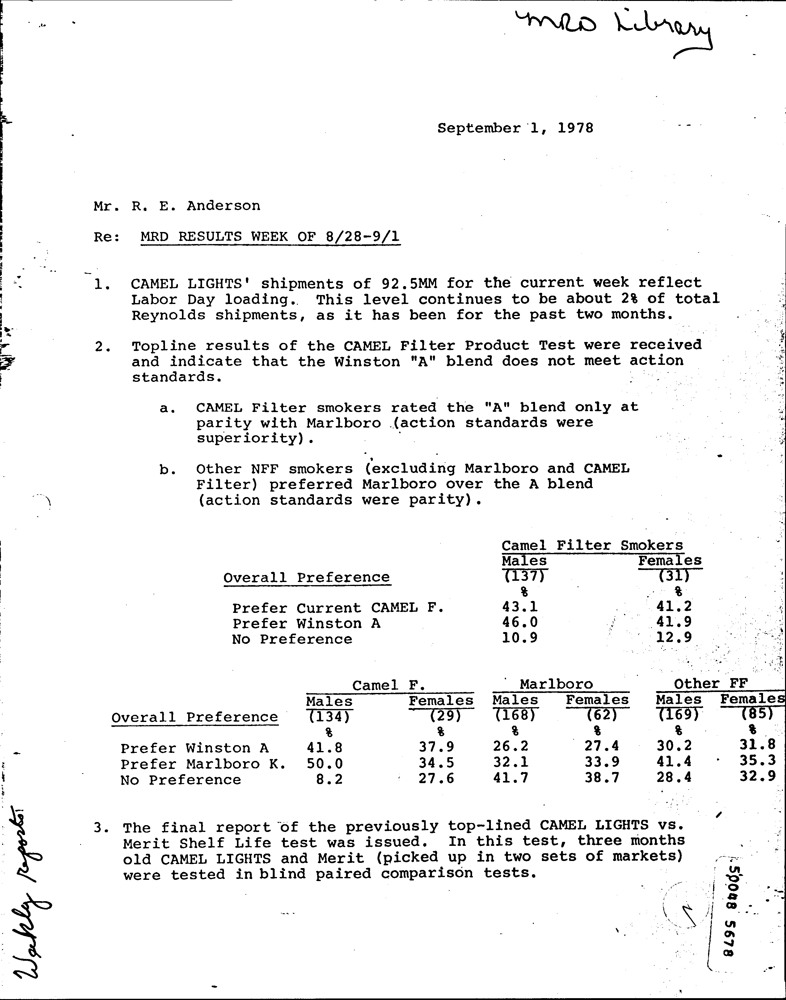 MRD Library
September 1, 1978
Mr. R. E. Anderson
Re: MRD RESULTS WEEK OF 8/28-9/1
1. CAMEL LIGHTS' shipments of 92.5MM for the current week reflect
Labor Day loading. This level continues to be about 2% of total
Reynolds shipments, as it has been for the past two months.
2. Topline results of the CAMEL Filter Product Test were received
and indicate that the Winston "A" blend does not meet action
standards.
a. CAMEL Filter smokers rated the "A" blend only at
parity with Marlboro (action standards were
superiority).
b. Other NFF smokers (excluding Marlboro and CAMEL
Filter) preferred Marlboro over the A blend
(action standards were parity).
Camel Filter Smokers
Males Females
Overall Preference (137) (31)
% %
Prefer Current CAMEL F. 43.1 41.2
Prefer Winston A 46.0 41.9
No Preference 10.9 12.9
Camel F. Marlboro Other FF
Males Females Males Females Males Females
Overall Preference (134) (29) (168) (62) (169) (85)
% % % % % %
Prefer Winston A 41.8 37.9 26.2 27.4 30.2 31.8
Prefer Marlboro K. 50.0 34.5 32.1 33.9 41.4 35.3
No Preference 8.2 27.6 41.7 38.7 28.4 32.9
3. The final report of the previously top-lined CAMEL LIGHTS vs.
Merit Shelf Life test was issued. In this test, three months
old CAMEL LIGHTS and Merit (picked up in two sets of markets)
were tested in blind paired comparison tests.
Weekly reports
50048 5678